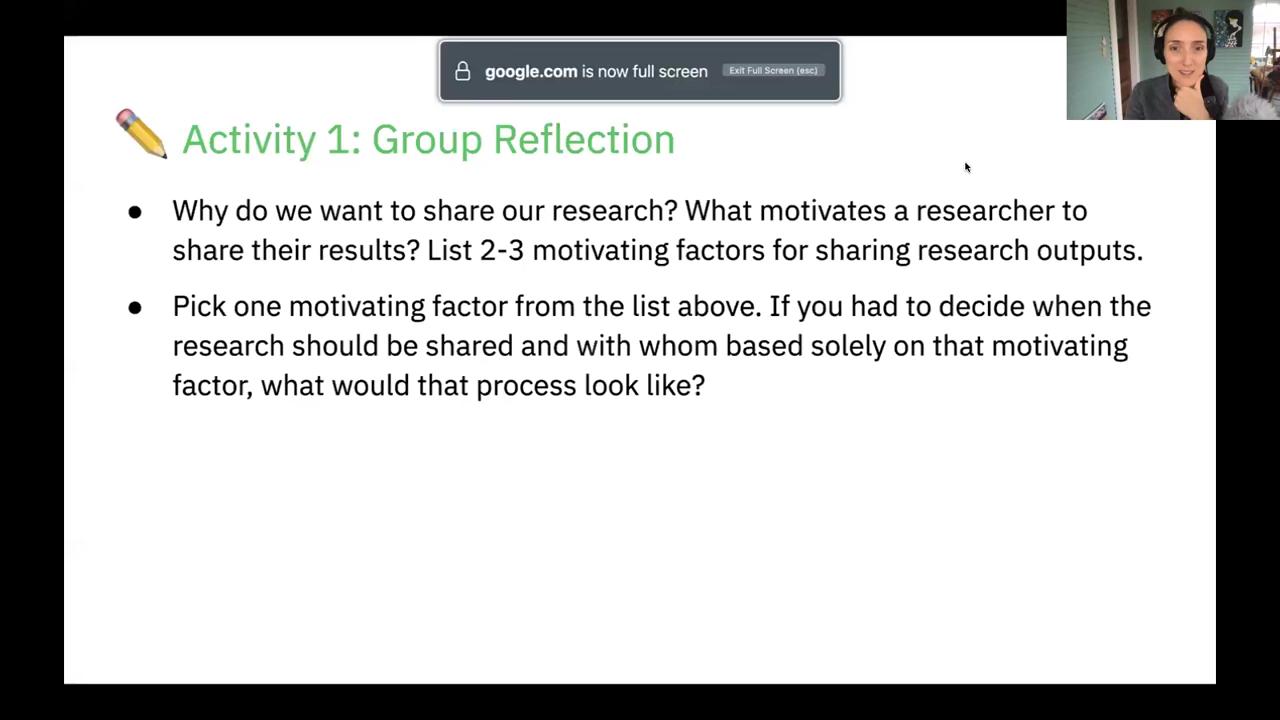 google.com is now full screen Exit Full Screen (esc)
Activity 1: Group Reflection
● Why do we want to share our research? What motivates a researcher to
share their results? List 2-3 motivating factors for sharing research outputs.
● Pick one motivating factor from the list above. If you had to decide when the
research should be shared and with whom based solely on that motivating
factor, what would that process look like?